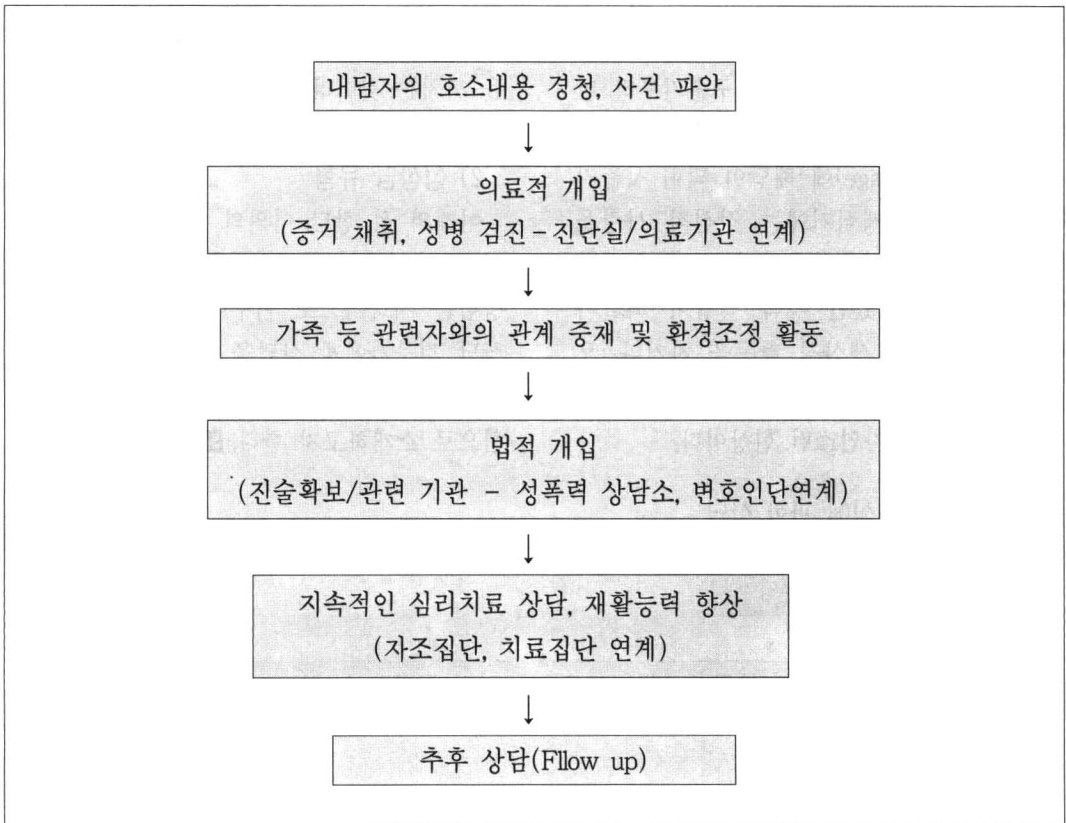 내담자의 호소내용 경청, 사건 파악
↓
의료적 개입
(증거 채취, 성병 검진 – 진단실/의료기관 연계)
↓
가족 등 관련자와의 관계 중재 및 환경조정 활동
↓
법적 개입
(진술확보/관련 기관 – 성폭력 상담소, 변호인단연계)
↓
지속적인 심리치료 상담, 재활능력 향상
(자조집단, 치료집단 연계)
↓
추후 상담(Fllow up)